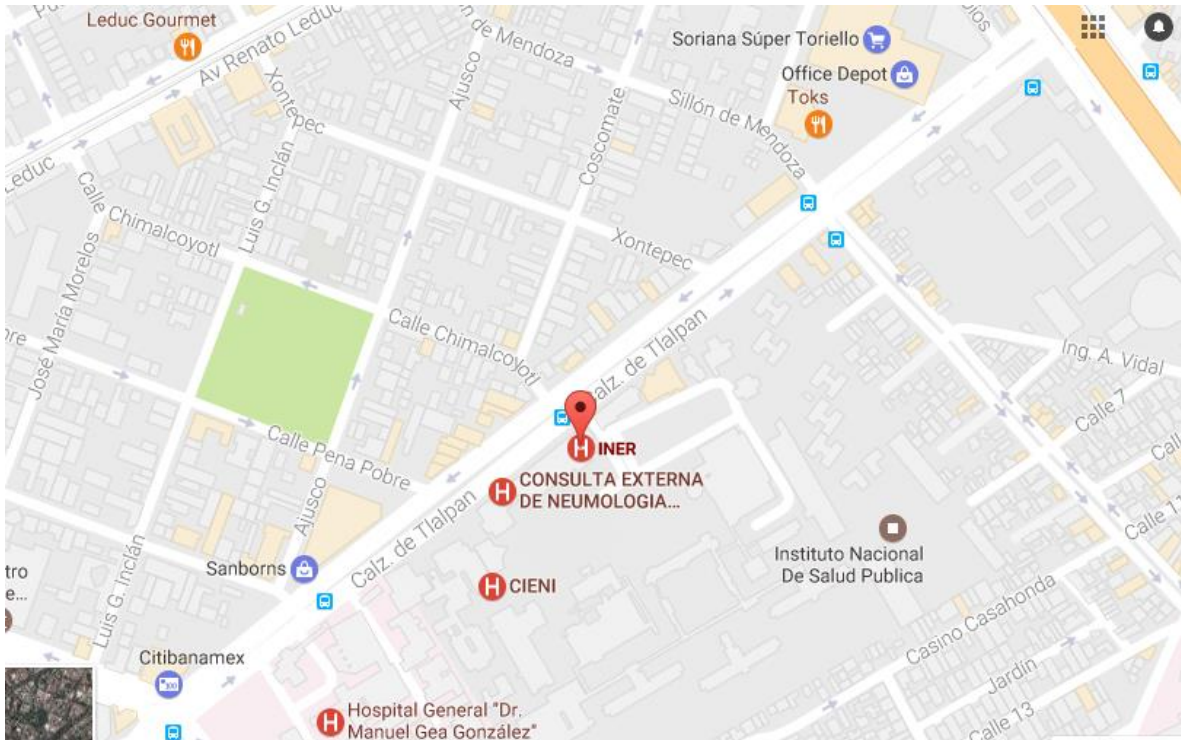 Leduc Gourmet
Av Renato Leduc
Xontepec
Ajusco
n de Mendoza
Soriana Súper Toriello
Office Depot
Toks
Sillón de Mendoza
Coscomate
Leduc
Calle Chimalcoyotl
Luis G. Inclán
José María Morelos
Xontepec
Calle Chimalcoyotl
Calz. de Tlalpan
Ing. A. Vidal
Calle 7
Calle Pena Pobre
INER
CONSULTA EXTERNA
DE NEUMOLOGIA...
Ajusco
Calz. de Tlalpan
Calle 11
Instituto Nacional
De Salud Publica
Sanborns
CIENI
tro
e...
Luis G. Inclán
Casino Casahonda
Jardín
Calle 13
Citibanamex
Hospital General "Dr.
Manuel Gea González"